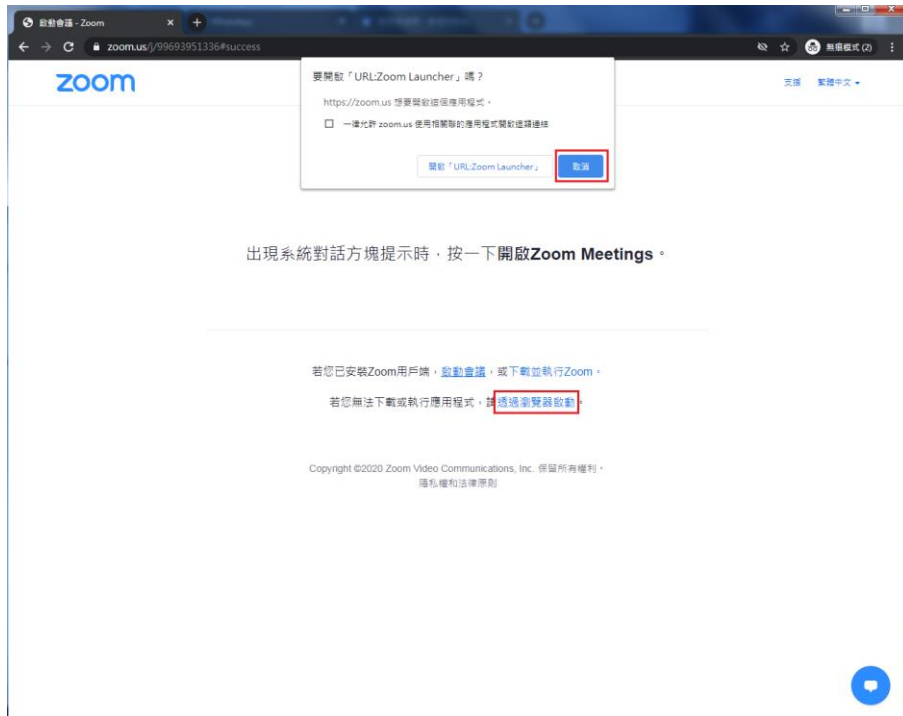 啟動會議 - Zoom
zoom.us/j/99693951336#success
無痕模式 (2)
zoom
支援 繁體中文
要開啟「URL:Zoom Launcher」嗎？
https://zoom.us 想要開啟這個應用程式。
一律允許 zoom.us 使用相關聯的應用程式開啟這類連結
開啟「URL:Zoom Launcher」 取消
出現系統對話方塊提示時，按一下開啟Zoom Meetings。
若您已安裝Zoom用戶端，啟動會議，或下載並執行Zoom。
若您無法下載或執行應用程式，請透過瀏覽器啟動。
Copyright ©2020 Zoom Video Communications, Inc. 保留所有權利。
隱私權和法律原則